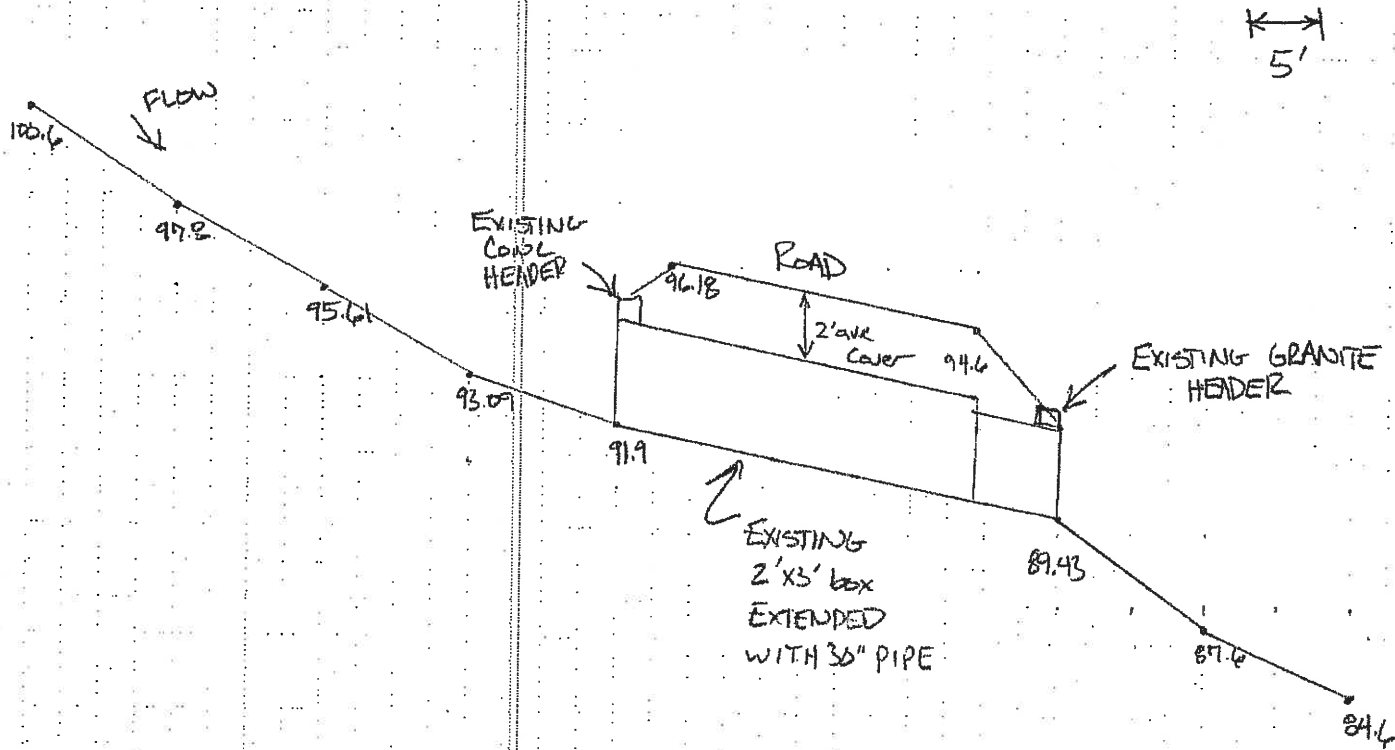 5'
FLOW
100.6
97.8
95.61
93.09
EXISTING
CONC
HEADER
ROAD
96.18
2' ave
Cover
94.6
EXISTING GRANITE
HEADER
91.9
EXISTING
2'X3' box
EXTENDED
WITH 30" PIPE
89.43
87.6
84.6